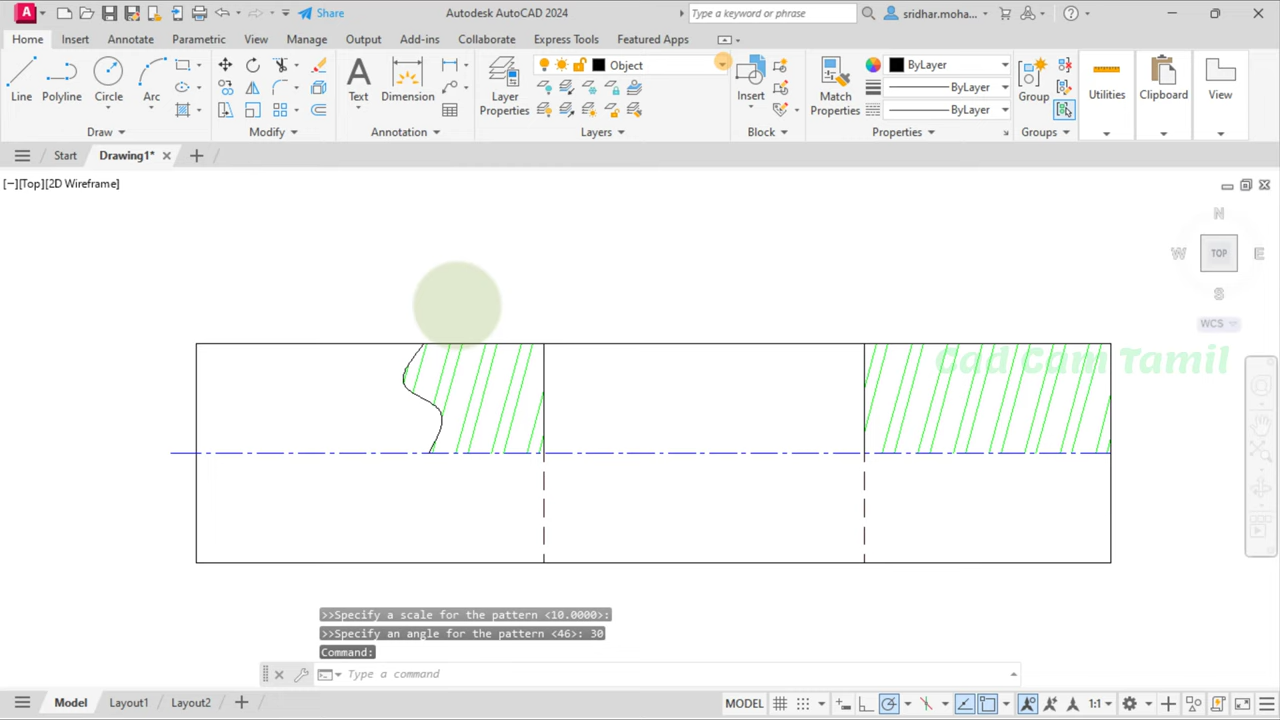 Share
Autodesk AutoCAD 2024
Type a keyword or phrase
sridhar.moha...
Home
Insert
Annotate
Parametric
View
Manage
Output
Add-ins
Collaborate
Express Tools
Featured Apps
Line
Polyline
Circle
Arc
Text
Dimension
Layer
Properties
Object
Insert
Match
Properties
ByLayer
ByLayer
ByLayer
Group
Utilities
Clipboard
View
Draw
Modify
Annotation
Layers
Block
Properties
Groups
Start
Drawing1*
[−][Top][2D Wireframe]
N
W
TOP
E
S
WCS
Cad Cam Tamil
>>Specify a scale for the pattern <10.0000>:
>>Specify an angle for the pattern <46>: 30
Command:
Type a command
Model
Layout1
Layout2
MODEL
1:1